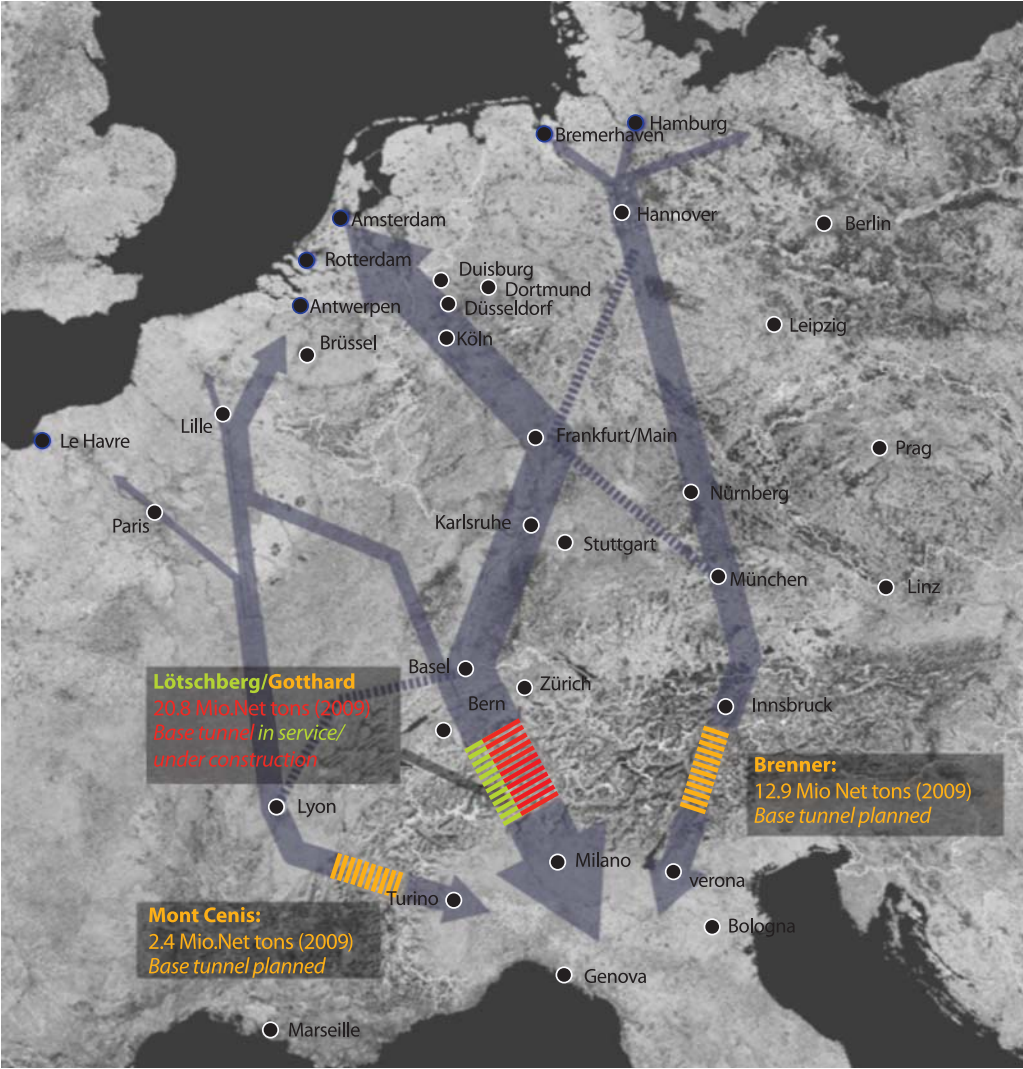 Hamburg
Bremerhaven
Hannover
Amsterdam
Berlin
Rotterdam
Duisburg
Dortmund
Antwerpen
Düsseldorf
Leipzig
Brüssel
Köln
Lille
Le Havre
Frankfurt/Main
Prag
Nürnberg
Paris
Karlsruhe
Stuttgart
München
Linz
Basel
Zürich
Lötschberg/Gotthard
20.8 Mio.Net tons (2009)
Base tunnel in service/
under construction
Bern
Innsbruck
Brenner:
12.9 Mio Net tons (2009)
Base tunnel planned
Lyon
Milano
verona
Turino
Mont Cenis:
2.4 Mio.Net tons (2009)
Base tunnel planned
Bologna
Genova
Marseille